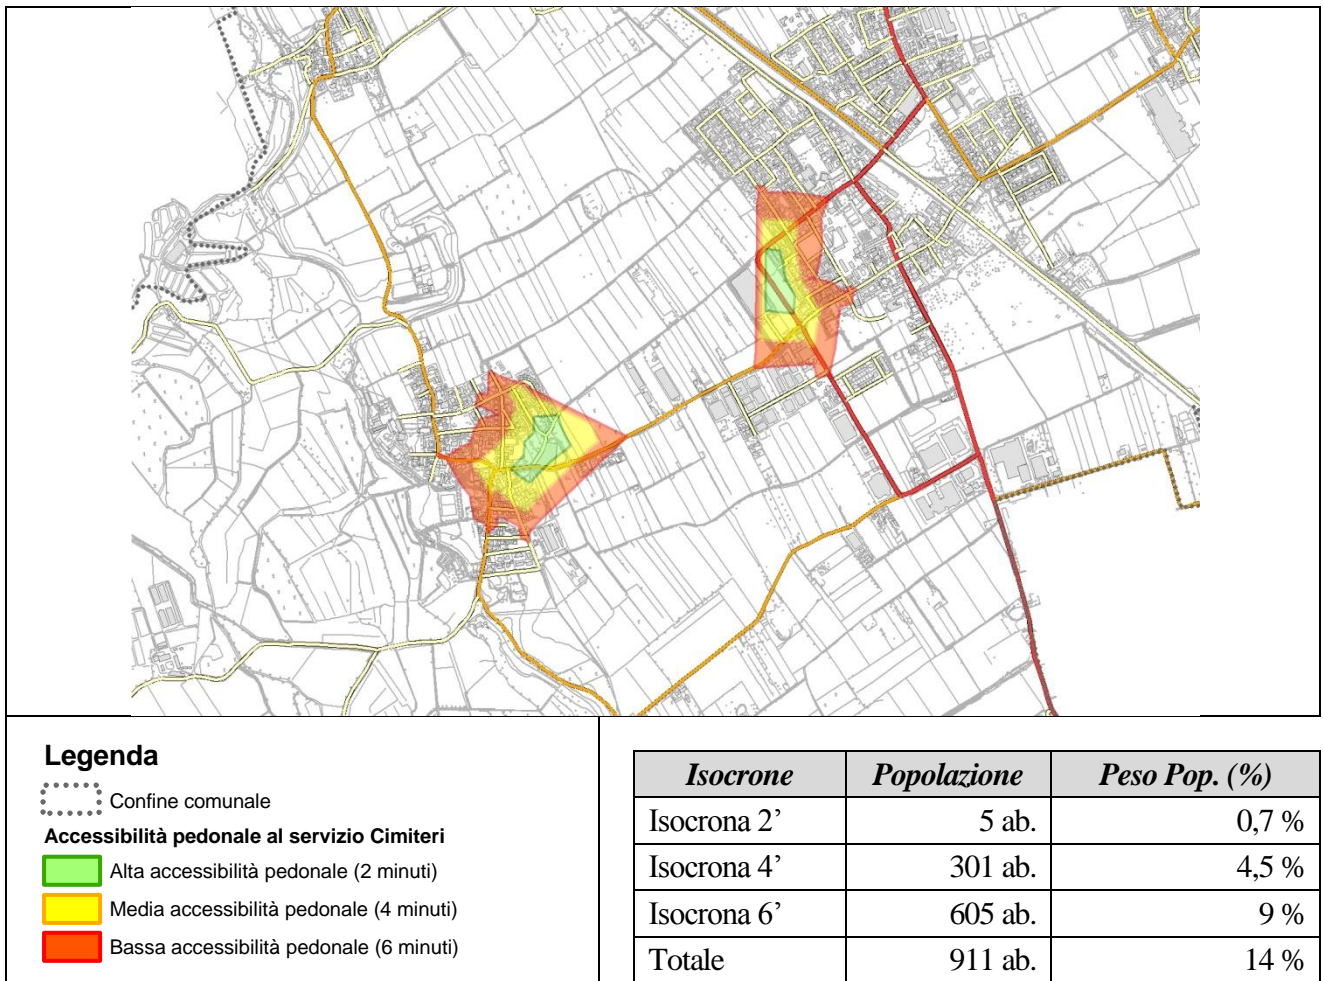 Legenda
Confine comunale
Accessibilità pedonale al servizio Cimiteri
Alta accessibilità pedonale (2 minuti)
Media accessibilità pedonale (4 minuti)
Bassa accessibilità pedonale (6 minuti)
Isocrone Popolazione Peso Pop. (%)
Isocrona 2’ 5 ab. 0,7 %
Isocrona 4’ 301 ab. 4,5 %
Isocrona 6’ 605 ab. 9 %
Totale 911 ab. 14 %